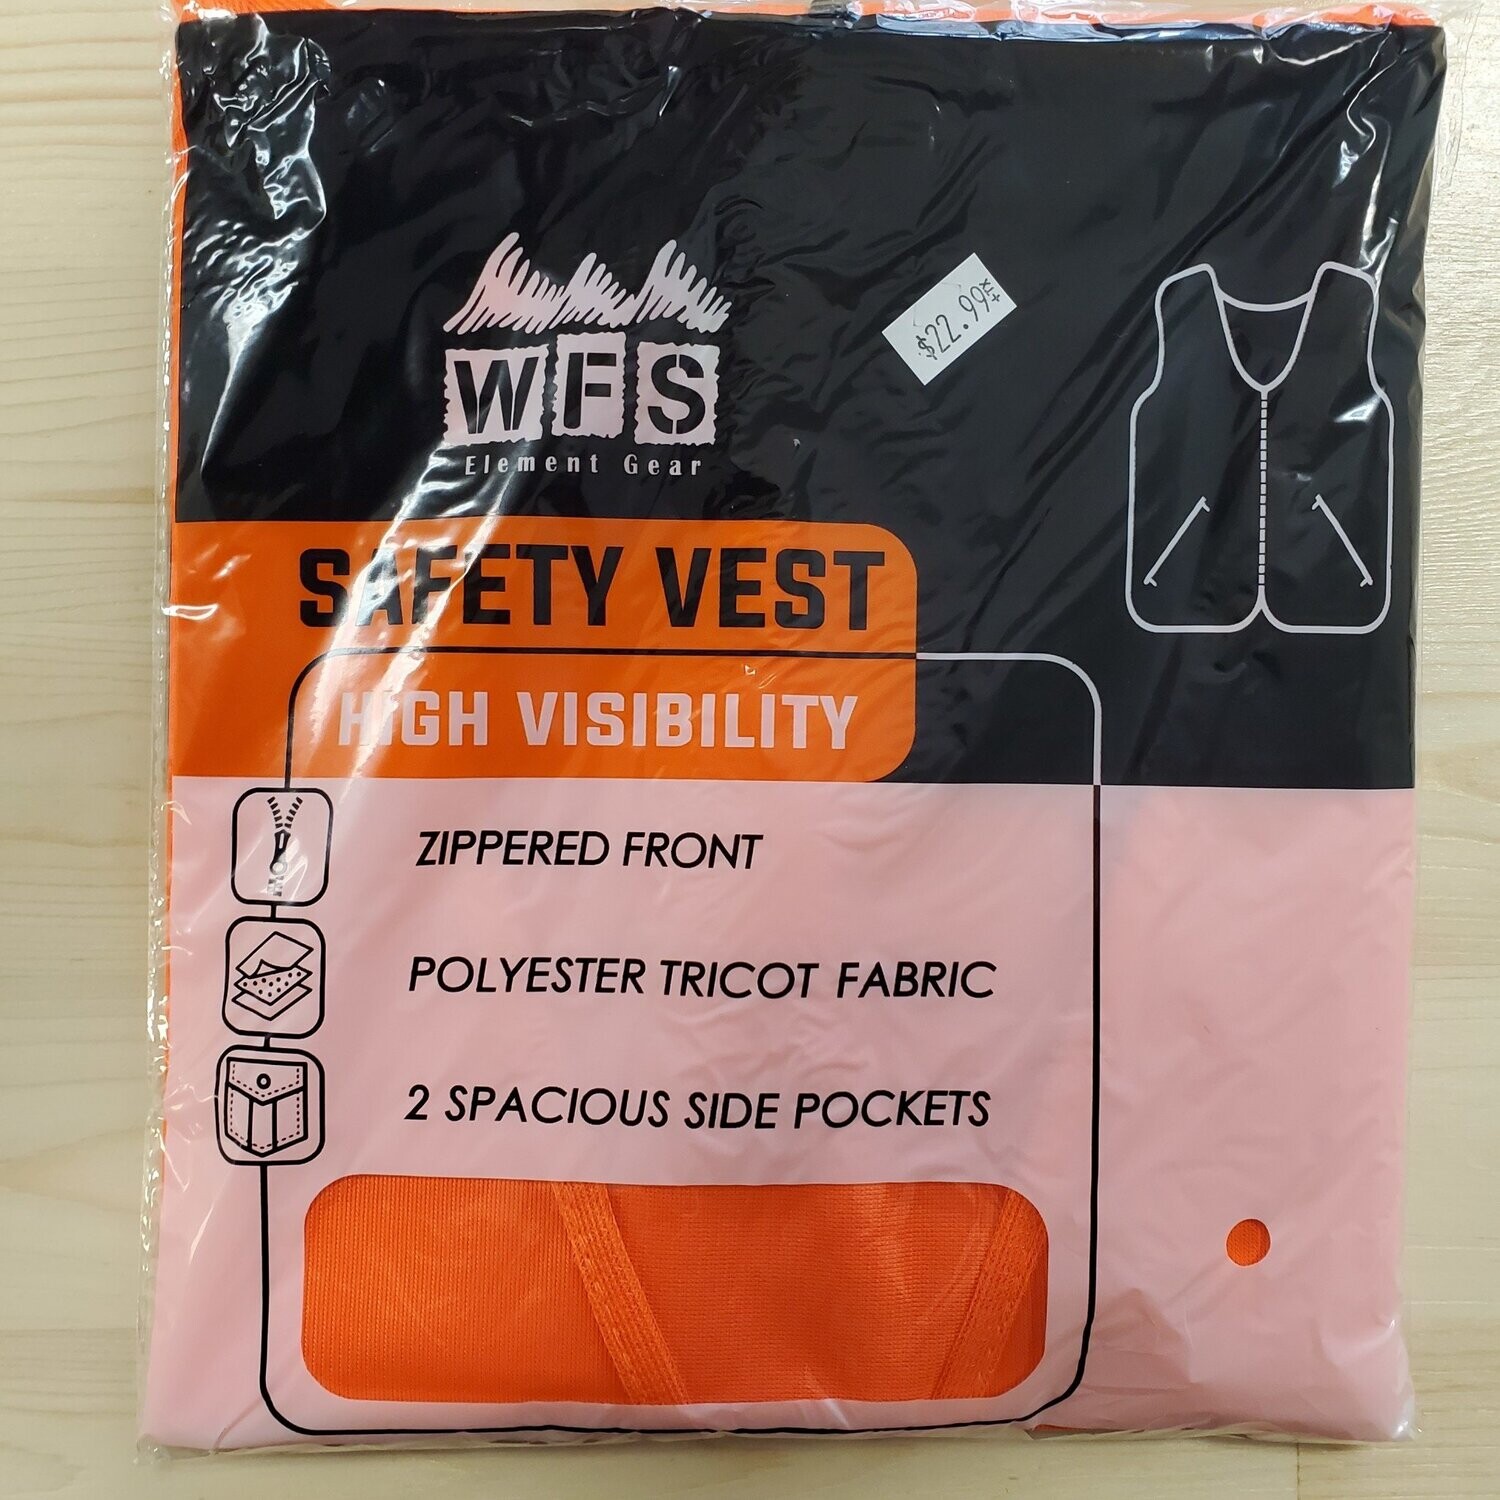 $22.99
WFS
Element Gear
SAFETY VEST
HIGH VISIBILITY
ZIPPERED FRONT
POLYESTER TRICOT FABRIC
2 SPACIOUS SIDE POCKETS